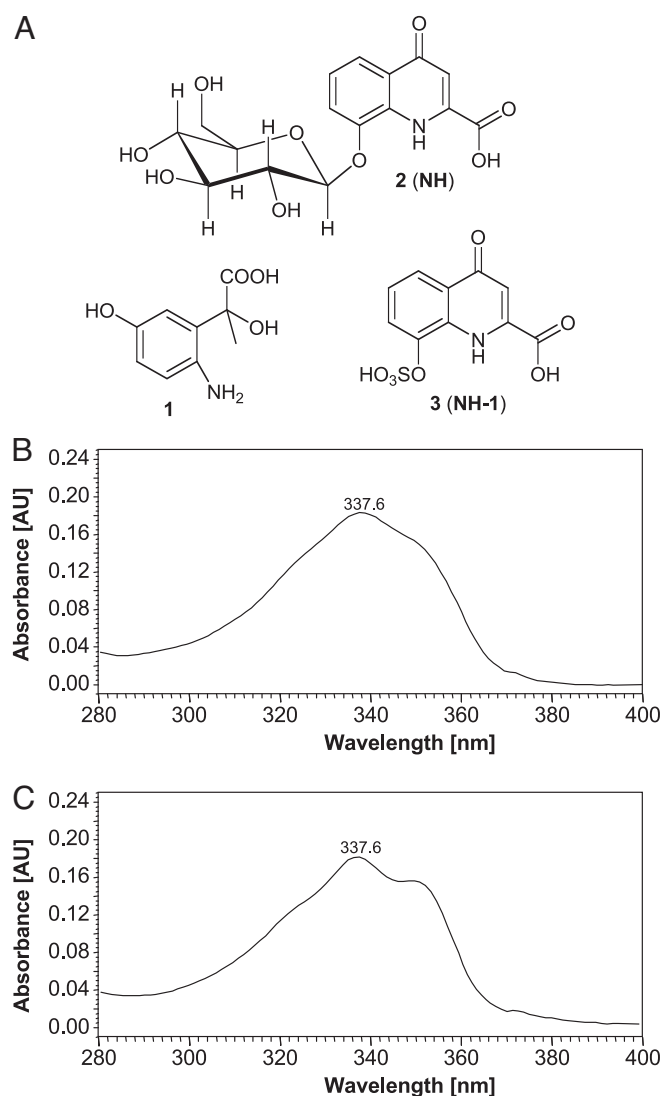 A
O
OH
H
O
H
O
N
H
HO
O
OH
2 (NH)
HO
HO
H
H
OH
H
COOH
HO
OH
NH₂
1
O
O
N
H
HO₃SO
OH
3 (NH-1)
B
0.24
0.20
0.16
0.12
0.08
0.04
0.00
Absorbance [AU]
337.6
280 300 320 340 360 380 400
Wavelength [nm]
C
0.24
0.20
0.16
0.12
0.08
0.04
0.00
Absorbance [AU]
337.6
280 300 320 340 360 380 400
Wavelength [nm]